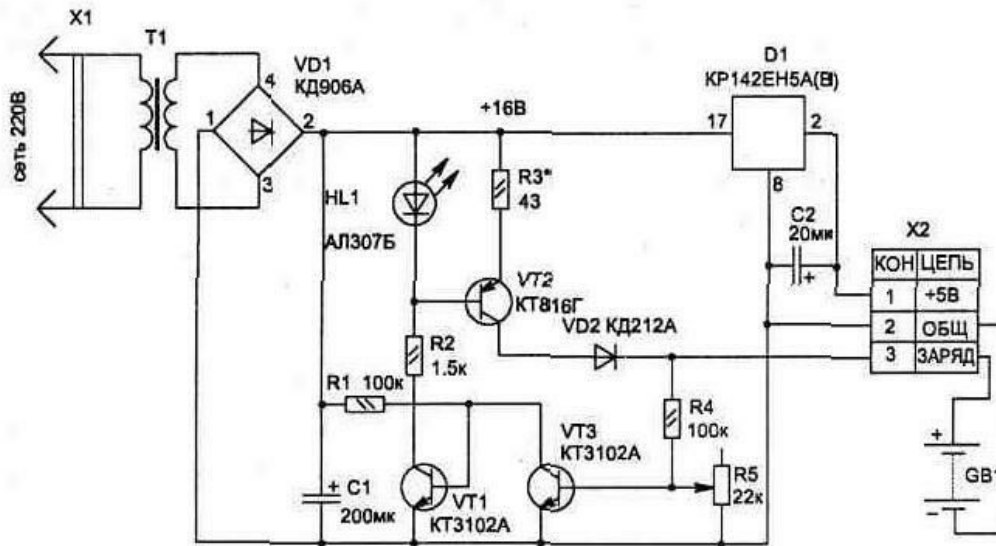 X1
T1
VD1
КД906А
D1
КР142ЕН5А(В)
сеть 220В
4
1
2
3
+16В
17
2
8
HL1
АЛ307Б
R3*
43
C2
20мк
+
X2
КОН ЦЕПЬ
1 +5В
2 ОБЩ
3 ЗАРЯД
VT2
КТ816Г
VD2 КД212А
R2
1.5к
R1 100к
R4
100к
VT3
КТ3102А
R5
22к
+ C1
200мк
VT1
КТ3102А
+
GB1
−